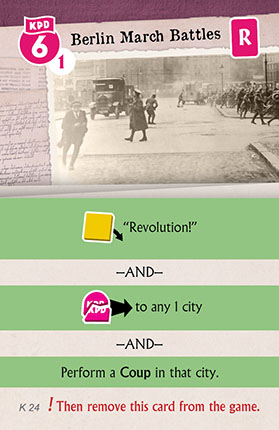 KPD
6
1
Berlin March Battles
R
"Revolution!"
–AND–
KPD
to any 1 city
–AND–
Perform a Coup in that city.
K 24 ! Then remove this card from the game.